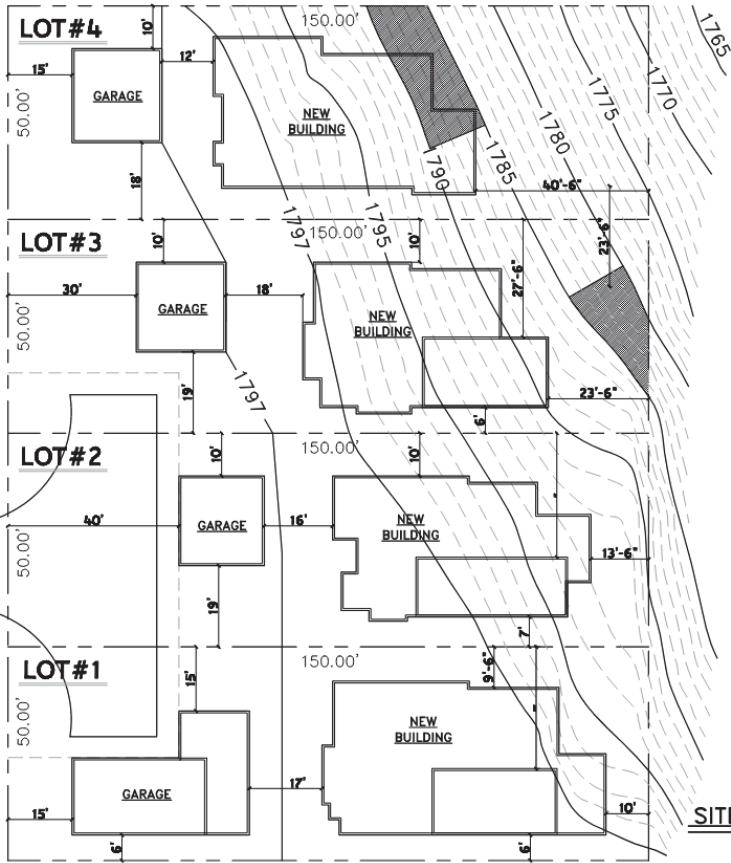 LOT#4
150.00'
10'
12'
15'
GARAGE
50.00'
NEW
BUILDING
18'
1765
1770
1775
1780
1785
1790
40'-6"
23'-6"
LOT#3
150.00'
10'
10'
1797
1795
27'-6"
30'
GARAGE
18'
50.00'
NEW
BUILDING
19'
1797
23'-6"
6'
LOT#2
150.00'
10'
10'
40'
GARAGE
16'
NEW
BUILDING
50.00'
13'-6"
19'
7'
LOT#1
150.00'
15'
9'-6"
50.00'
NEW
BUILDING
GARAGE
17'
15'
10'
6'
6'
SITE